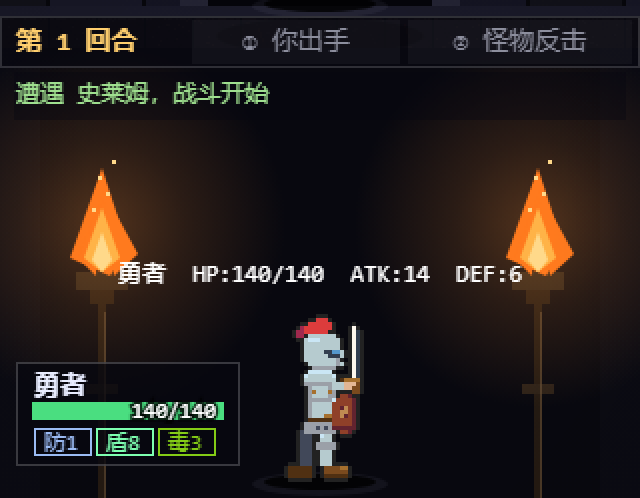 第 1 回合 ① 你出手 ② 怪物反击
遭遇 史莱姆, 战斗开始
勇者 HP:140/140 ATK:14 DEF:6
勇者
140/140
防1 盾8 毒3